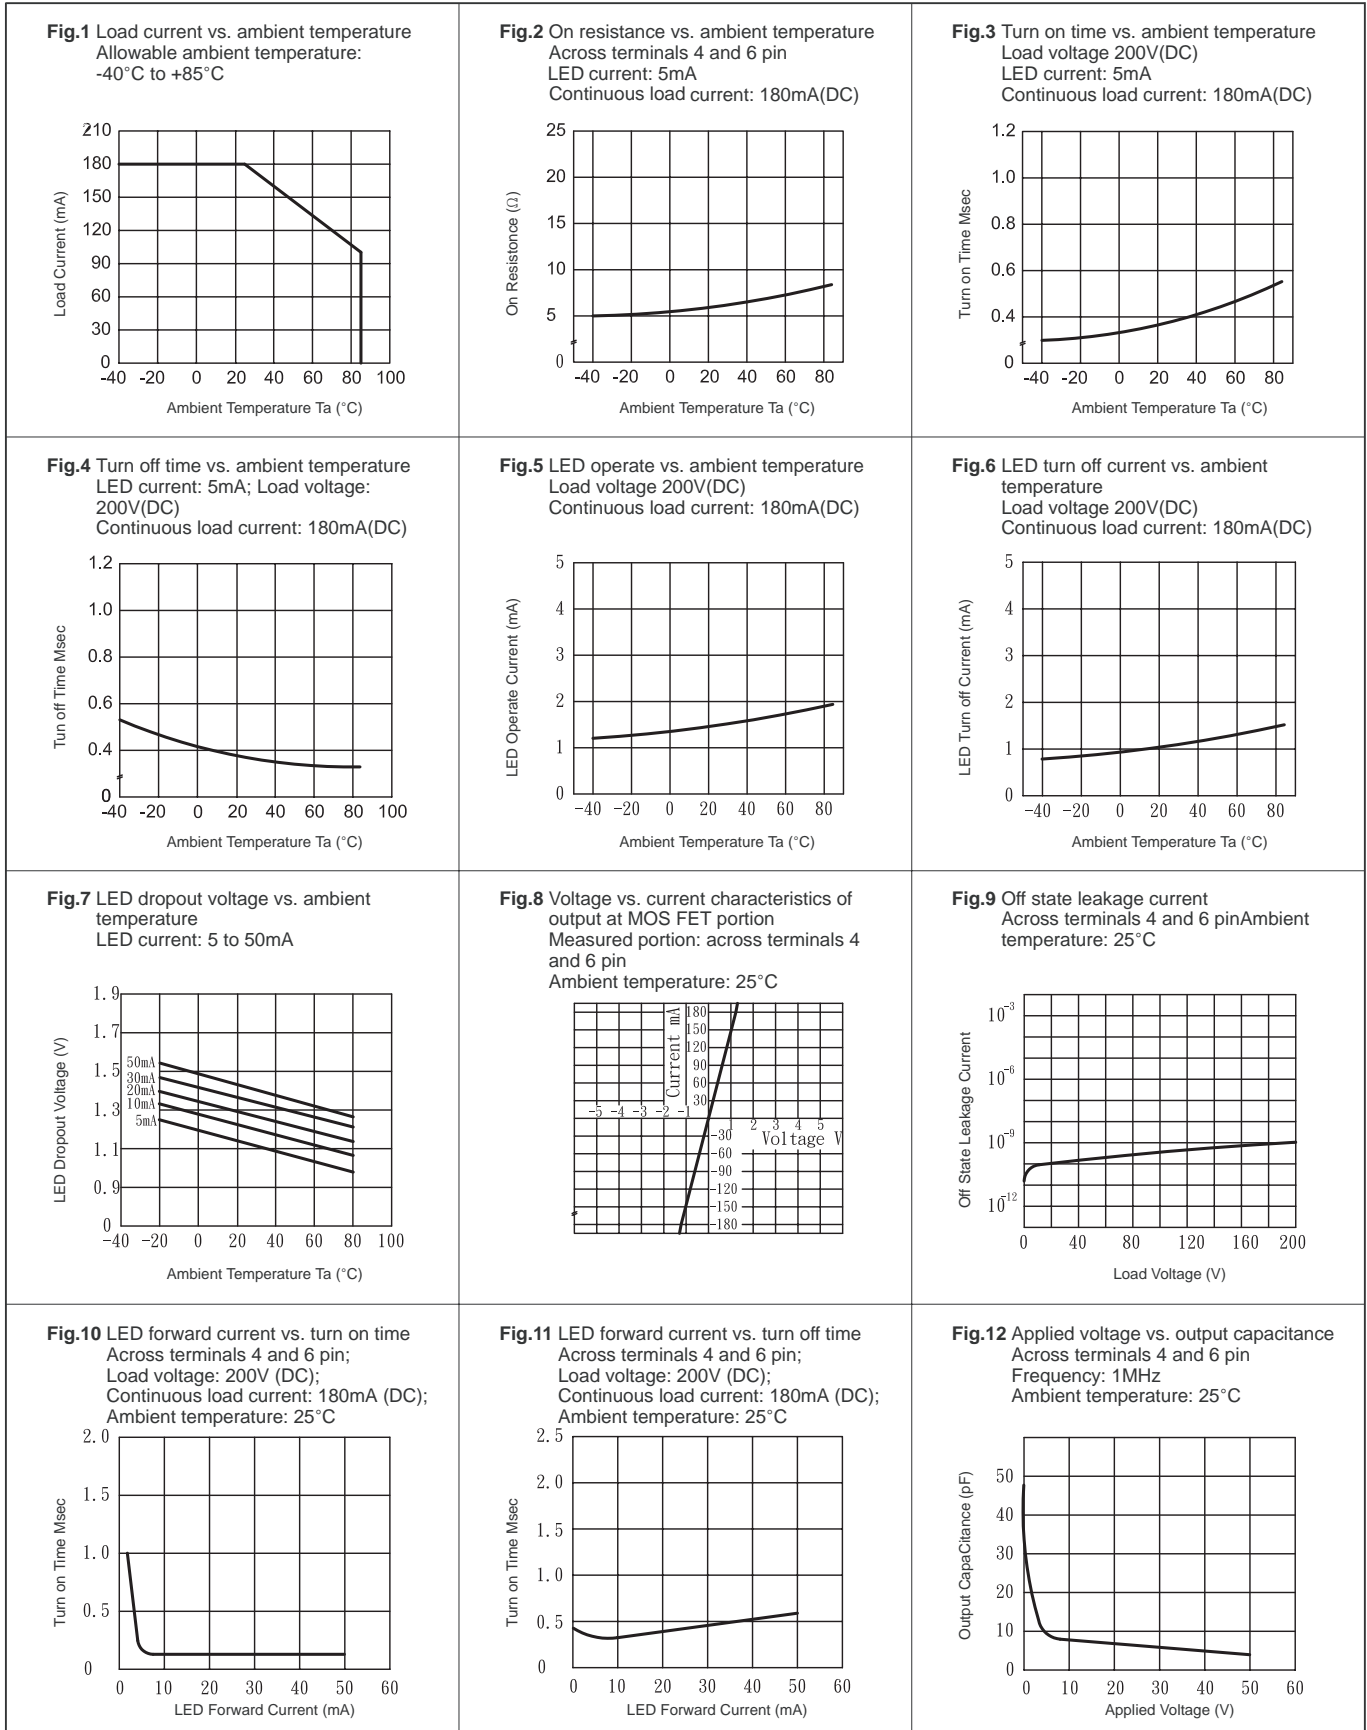 Fig.1 Load current vs. ambient temperature
Allowable ambient temperature:
-40°C to +85°C
210
180
150
120
90
60
30
0
-40 -20 0 20 40 60 80 100
Load Current (mA)
Ambient Temperature Ta (°C)
Fig.2 On resistance vs. ambient temperature
Across terminals 4 and 6 pin
LED current: 5mA
Continuous load current: 180mA(DC)
25
20
15
10
5
0
-40 -20 0 20 40 60 80
On Resistonce (Ω)
Ambient Temperature Ta (°C)
Fig.3 Turn on time vs. ambient temperature
Load voltage 200V(DC)
LED current: 5mA
Continuous load current: 180mA(DC)
1.2
1.0
0.8
0.6
0.4
0
-40 -20 0 20 40 60 80
Turn on Time Msec
Ambient Temperature Ta (°C)
Fig.4 Turn off time vs. ambient temperature
LED current: 5mA; Load voltage:
200V(DC)
Continuous load current: 180mA(DC)
1.2
1.0
0.8
0.6
0.4
0
-40 -20 0 20 40 60 80 100
Tun off Time Msec
Ambient Temperature Ta (°C)
Fig.5 LED operate vs. ambient temperature
Load voltage 200V(DC)
Continuous load current: 180mA(DC)
5
4
3
2
1
0
-40 -20 0 20 40 60 80
LED Operate Current (mA)
Ambient Temperature Ta (°C)
Fig.6 LED turn off current vs. ambient
temperature
Load voltage 200V(DC)
Continuous load current: 180mA(DC)
5
4
3
2
1
0
-40 -20 0 20 40 60 80
LED Turn off Current (mA)
Ambient Temperature Ta (°C)
Fig.7 LED dropout voltage vs. ambient
temperature
LED current: 5 to 50mA
1.9
1.7
1.5
1.3
1.1
0.9
0
50mA
30mA
20mA
10mA
5mA
-40 -20 0 20 40 60 80 100
LED Dropout Voltage (V)
Ambient Temperature Ta (°C)
Fig.8 Voltage vs. current characteristics of
output at MOS FET portion
Measured portion: across terminals 4
and 6 pin
Ambient temperature: 25°C
Current mA
180
150
120
90
60
30
-5 -4 -3 -2 -1
1 2 3 4 5
Voltage V
-30
-60
-90
-120
-150
-180
Fig.9 Off state leakage current
Across terminals 4 and 6 pinAmbient
temperature: 25°C
10-3
10-6
10-9
10-12
0 40 80 120 160 200
Off State Leakage Current
Load Voltage (V)
Fig.10 LED forward current vs. turn on time
Across terminals 4 and 6 pin;
Load voltage: 200V (DC);
Continuous load current: 180mA (DC);
Ambient temperature: 25°C
2.0
1.5
1.0
0.5
0
0 10 20 30 40 50 60
Turn on Time Msec
LED Forward Current (mA)
Fig.11 LED forward current vs. turn off time
Across terminals 4 and 6 pin;
Load voltage: 200V (DC);
Continuous load current: 180mA (DC);
Ambient temperature: 25°C
2.5
2.0
1.5
1.0
0.5
0
0 10 20 30 40 50 60
Turn on Time Msec
LED Forward Current (mA)
Fig.12 Applied voltage vs. output capacitance
Across terminals 4 and 6 pin
Frequency: 1MHz
Ambient temperature: 25°C
50
40
30
20
10
0
0 10 20 30 40 50 60
Output CapaCitance (pF)
Applied Voltage (V)